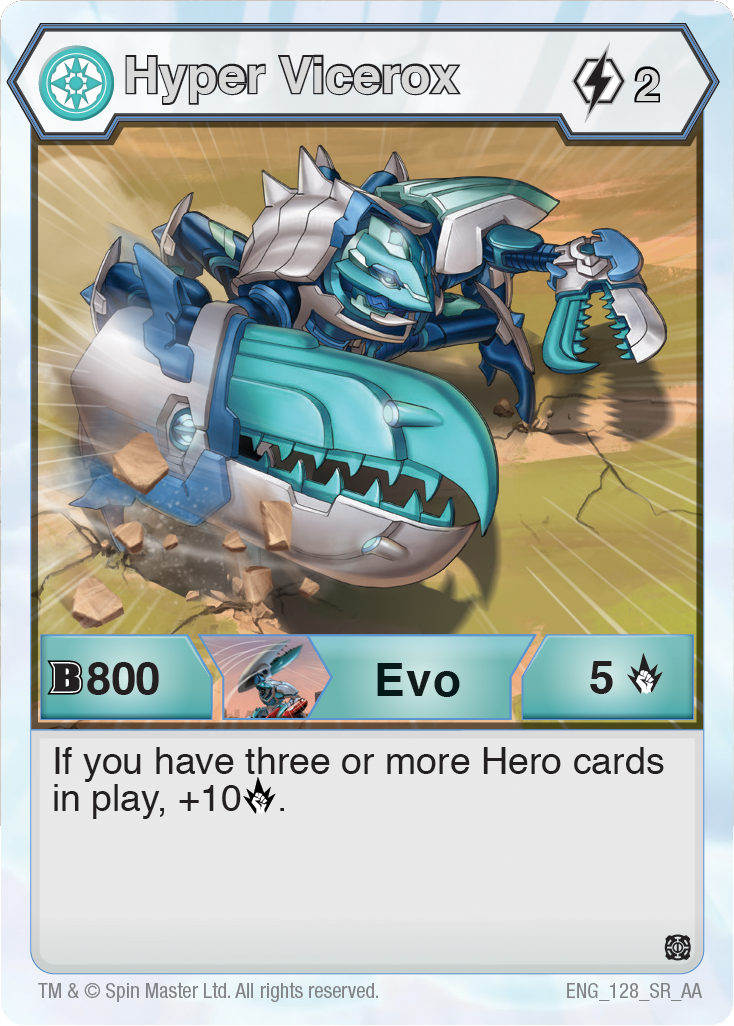 Hyper Vicerox
2
B 800
Evo
5
If you have three or more Hero cards
in play, +10.
TM & © Spin Master Ltd. All rights reserved.
ENG_128_SR_AA